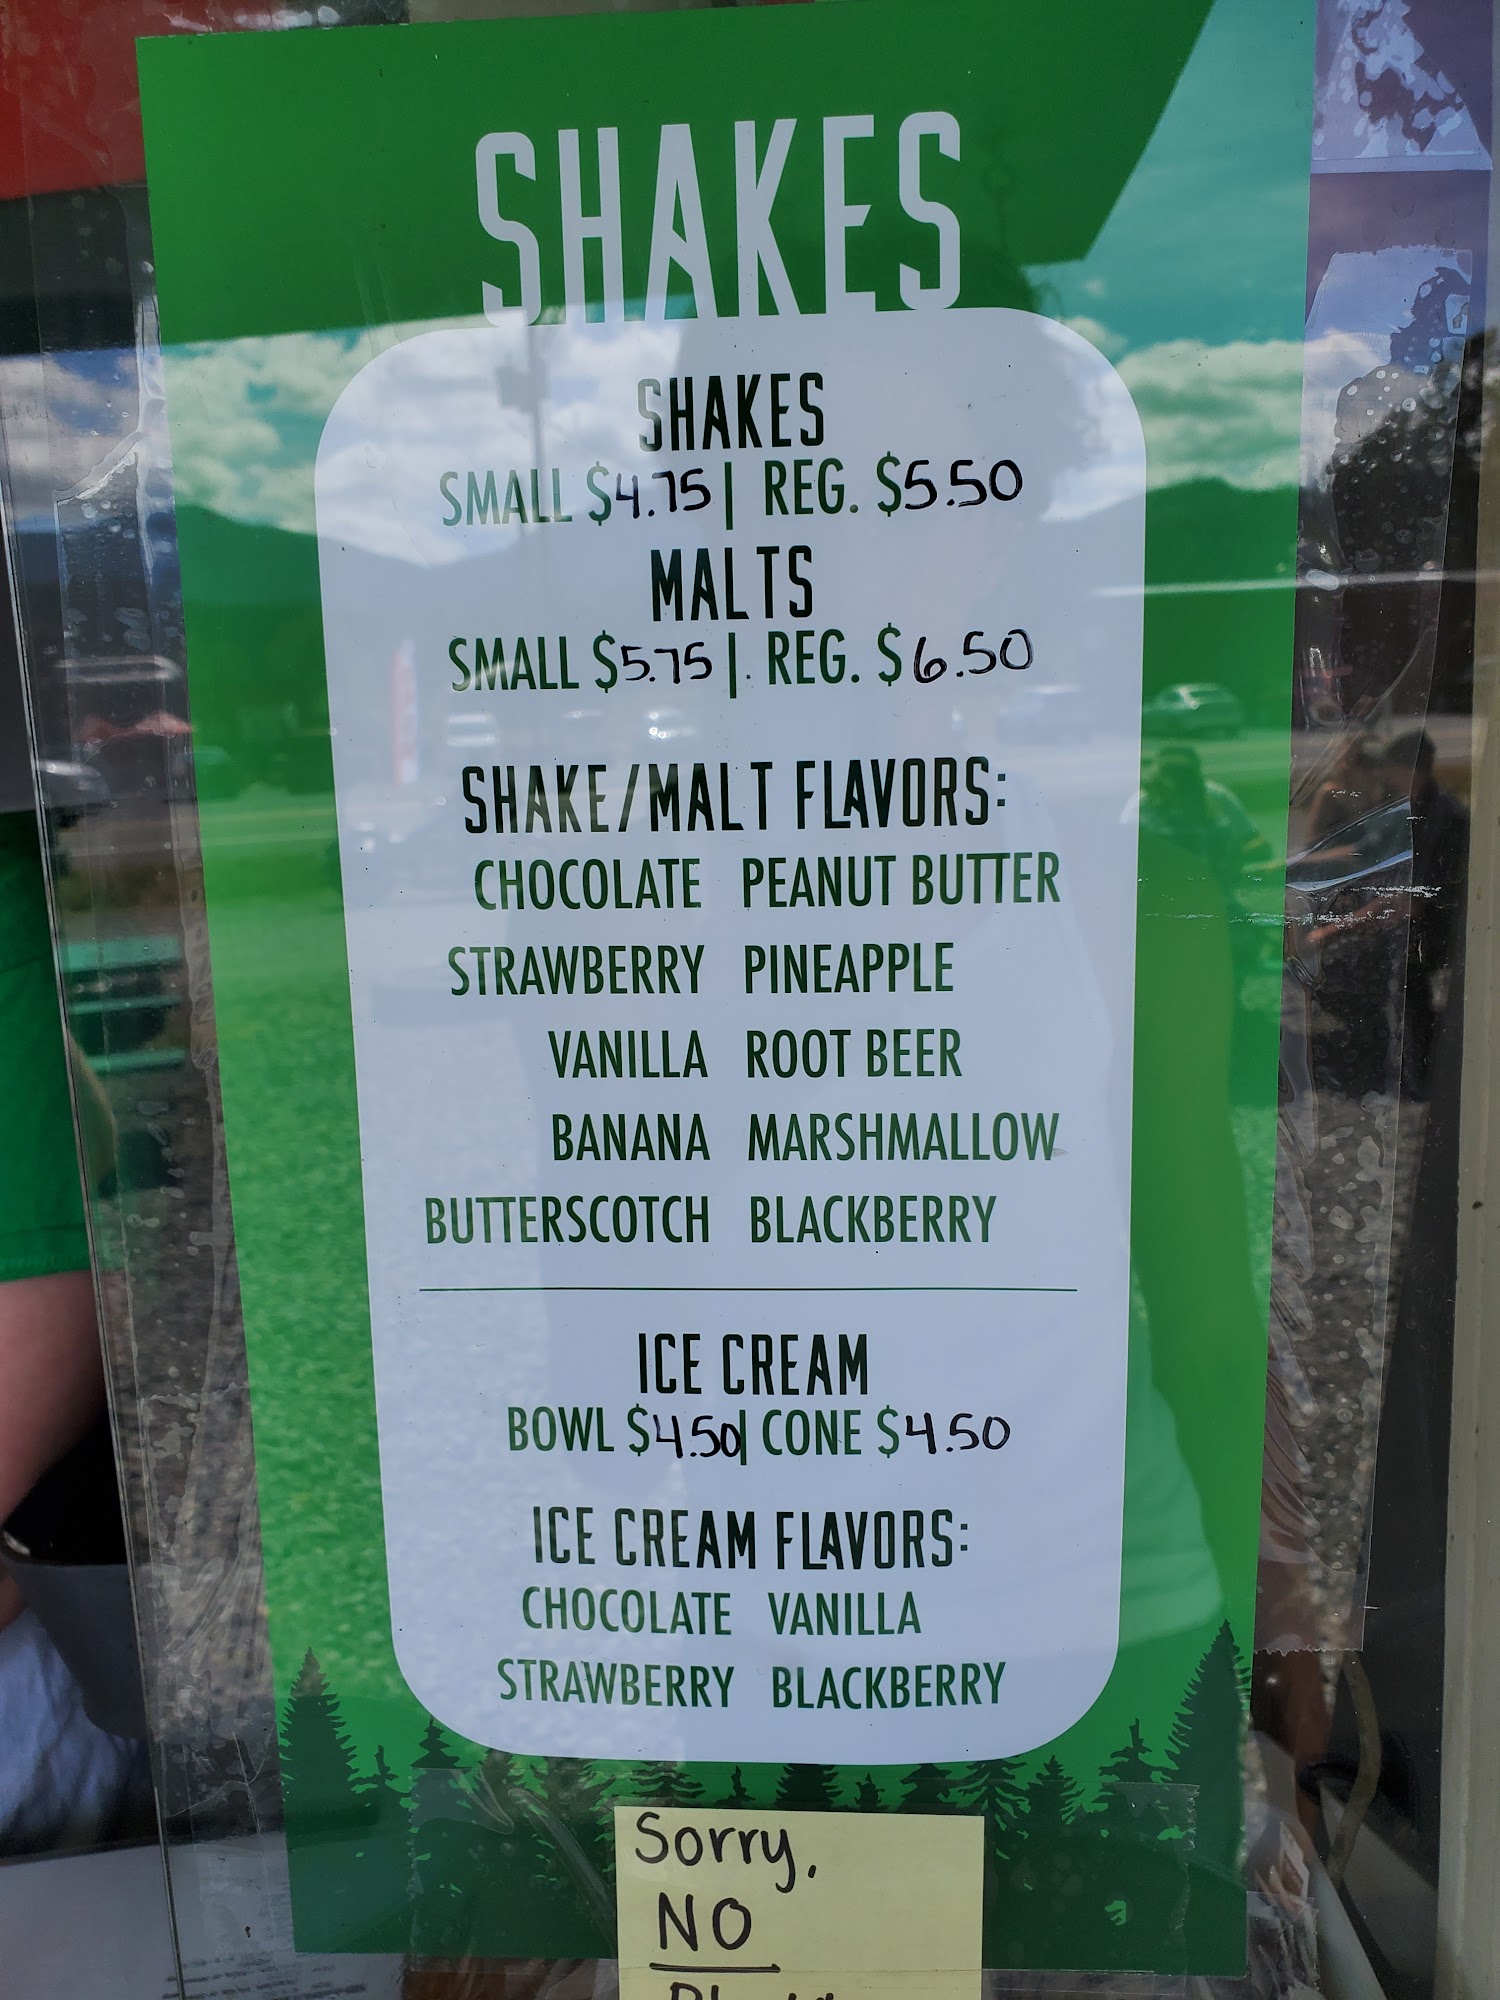 SHAKES
SHAKES
SMALL $4.75 | REG. $5.50
MALTS
SMALL $5.75 | REG. $6.50
SHAKE/MALT FLAVORS:
CHOCOLATE PEANUT BUTTER
STRAWBERRY PINEAPPLE
VANILLA ROOT BEER
BANANA MARSHMALLOW
BUTTERSCOTCH BLACKBERRY
ICE CREAM
BOWL $4.50 | CONE $4.50
ICE CREAM FLAVORS:
CHOCOLATE VANILLA
STRAWBERRY BLACKBERRY
Sorry,
NO